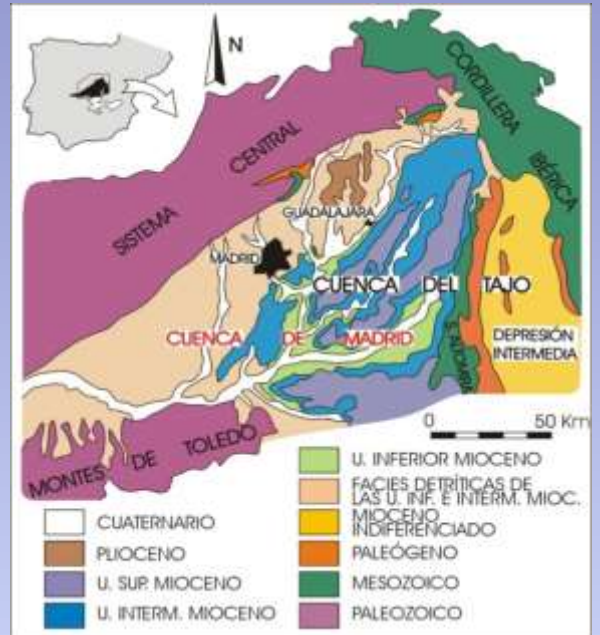 N
CORDILLERA
IBÉRICA
SISTEMA
CENTRAL
GUADALAJARA
MADRID
CUENCA DEL TAJO
CUENCA DE MADRID
DEPRESIÓN
INTERMEDIA
S. ALTOMIRA
MONTES DE TOLEDO
0 50 Km
CUATERNARIO
PLIOCENO
U. SUP. MIOCENO
U. INTERM. MIOCENO
U. INFERIOR MIOCENO
FACIES DETRÍTICAS DE
LAS U. INF. E INTERM. MIOC.
MIOCENO
INDIFERENCIADO
PALEÓGENO
MESOZOICO
PALEOZOICO